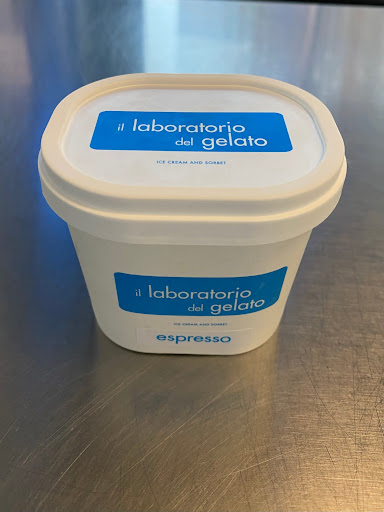 il laboratorio
del gelato
ICE CREAM AND SORBET
il laboratorio
del gelato
ICE CREAM AND SORBET
espresso